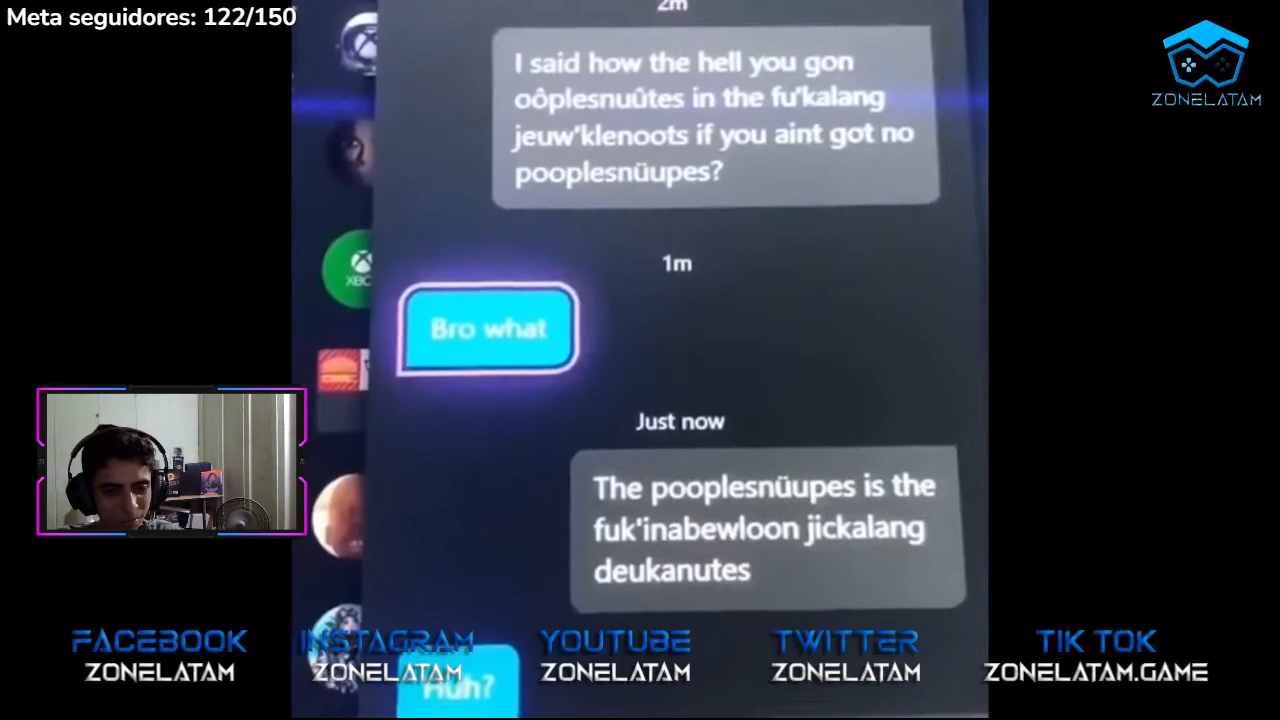 Meta seguidores: 122/150
2m
I said how the hell you gon
oôplesnuûtes in the fu'kalang
jeuw'klenoots if you aint got no
pooplesnüupes?
ZONELATAM
1m
XBO
Bro what
Just now
The pooplesnüupes is the
fuk'inabewloon jickalang
deukanutes
Huh?
FACEBOOK
ZONELATAM
INSTAGRAM
ZONELATAM
YOUTUBE
ZONELATAM
TWITTER
ZONELATAM
TIK TOK
ZONELATAM.GAME